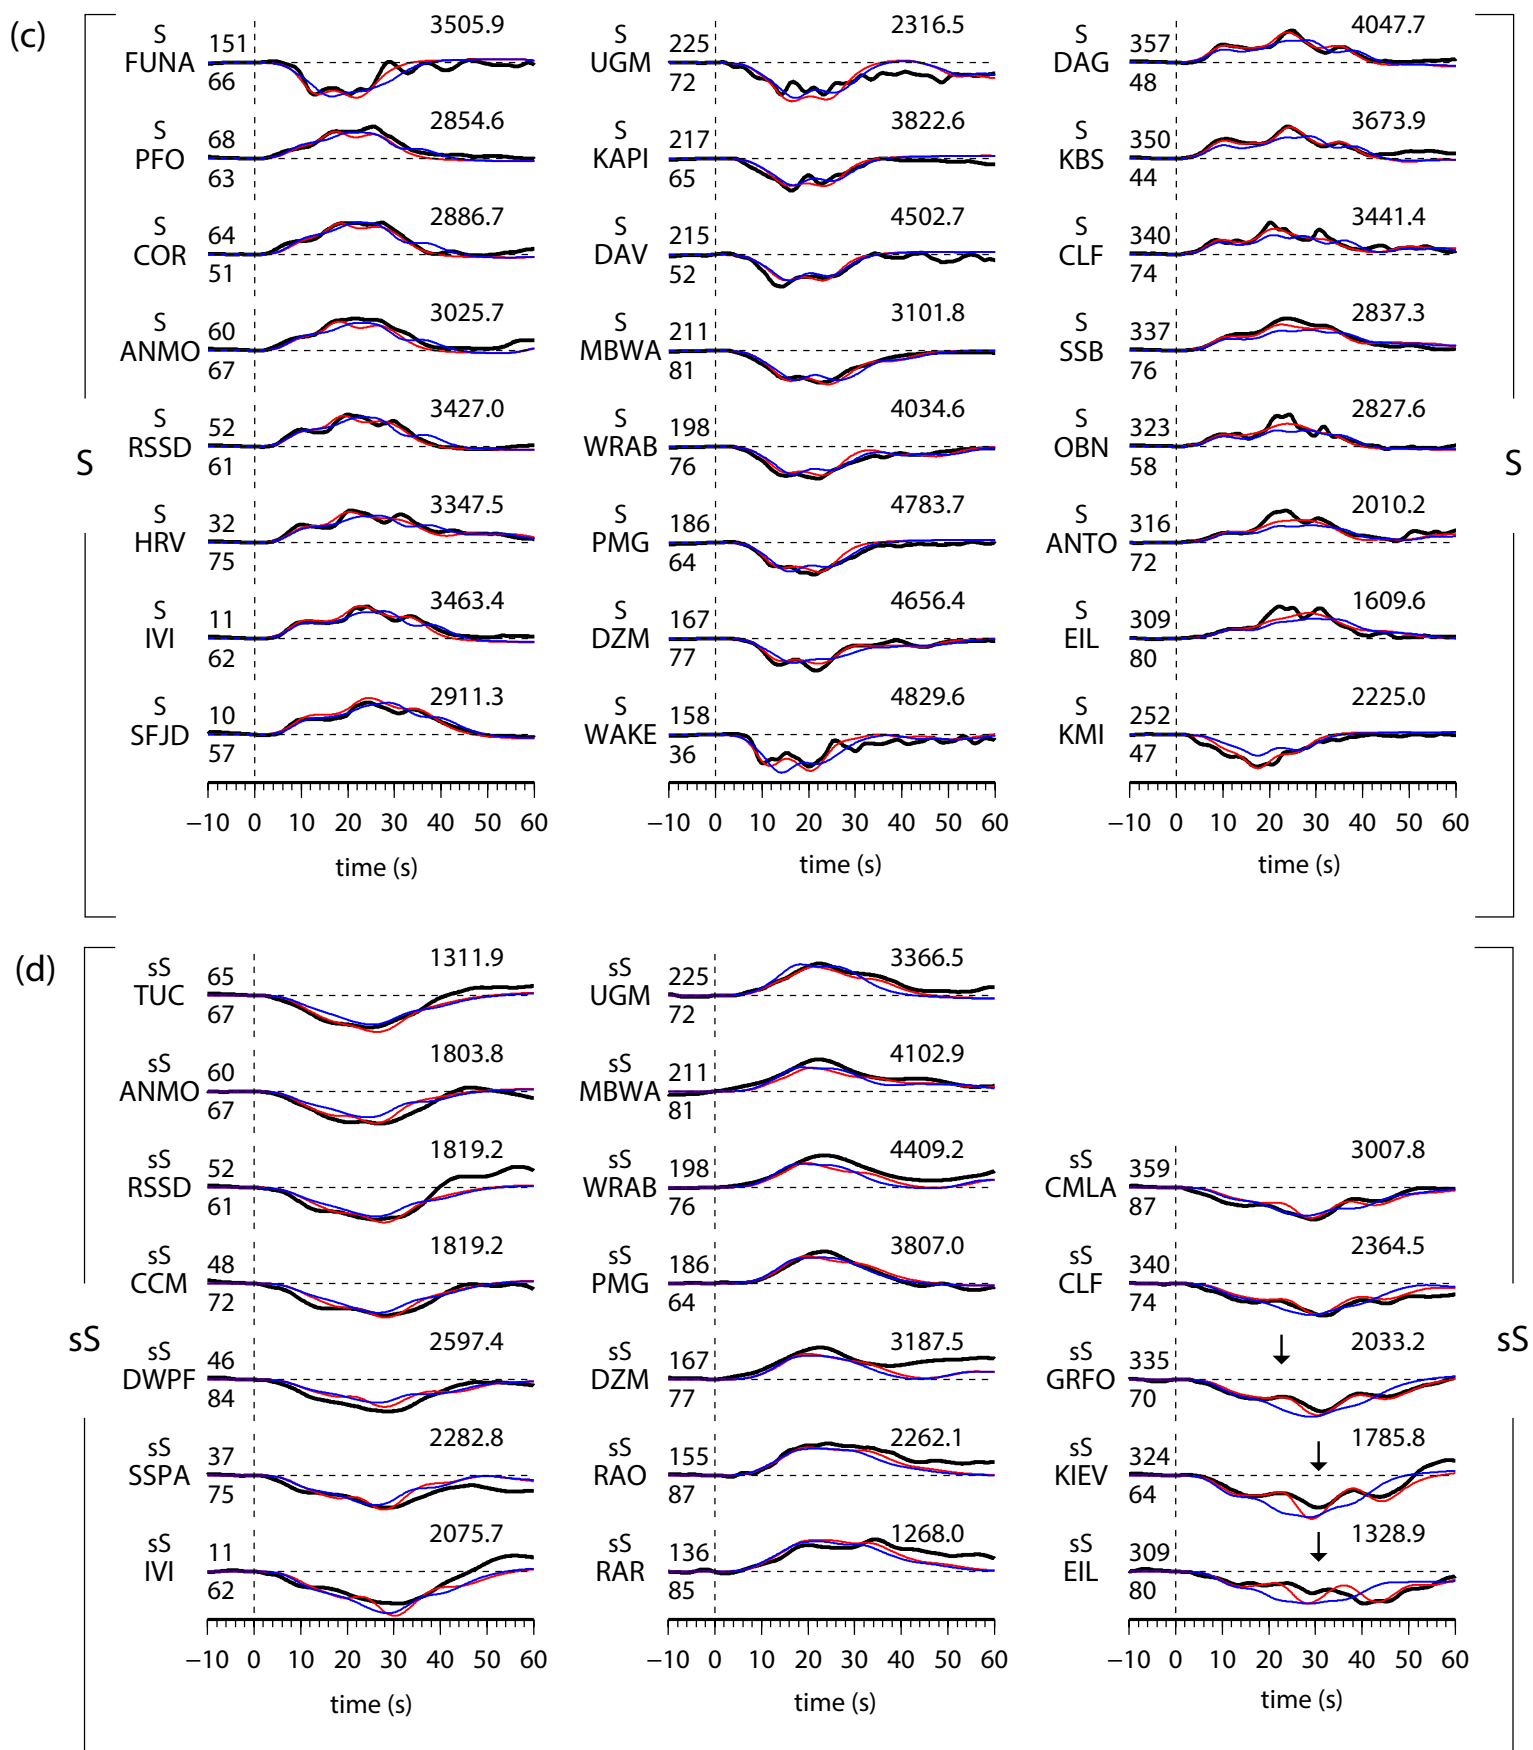 (c)
S
S
S
FUNA
151
66
3505.9
S
PFO
68
63
2854.6
S
COR
64
51
2886.7
S
ANMO
60
67
3025.7
S
RSSD
52
61
3427.0
S
HRV
32
75
3347.5
S
IVI
11
62
3463.4
S
SFJD
10
57
2911.3
−10 0 10 20 30 40 50 60
time (s)
S
UGM
225
72
2316.5
S
KAPI
217
65
3822.6
S
DAV
215
52
4502.7
S
MBWA
211
81
3101.8
S
WRAB
198
76
4034.6
S
PMG
186
64
4783.7
S
DZM
167
77
4656.4
S
WAKE
158
36
4829.6
−10 0 10 20 30 40 50 60
time (s)
S
DAG
357
48
4047.7
S
KBS
350
44
3673.9
S
CLF
340
74
3441.4
S
SSB
337
76
2837.3
S
OBN
323
58
2827.6
S
ANTO
316
72
2010.2
S
EIL
309
80
1609.6
S
KMI
252
47
2225.0
−10 0 10 20 30 40 50 60
time (s)
(d)
sS
sS
sS
TUC
65
67
1311.9
sS
ANMO
60
67
1803.8
sS
RSSD
52
61
1819.2
sS
CCM
48
72
1819.2
sS
DWPF
46
84
2597.4
sS
SSPA
37
75
2282.8
sS
IVI
11
62
2075.7
−10 0 10 20 30 40 50 60
time (s)
sS
UGM
225
72
3366.5
sS
MBWA
211
81
4102.9
sS
WRAB
198
76
4409.2
sS
PMG
186
64
3807.0
sS
DZM
167
77
3187.5
sS
RAO
155
87
2262.1
sS
RAR
136
85
1268.0
−10 0 10 20 30 40 50 60
time (s)
sS
CMLA
359
87
3007.8
sS
CLF
340
74
2364.5
sS
GRFO
335
70
2033.2
sS
KIEV
324
64
1785.8
sS
EIL
309
80
1328.9
−10 0 10 20 30 40 50 60
time (s)